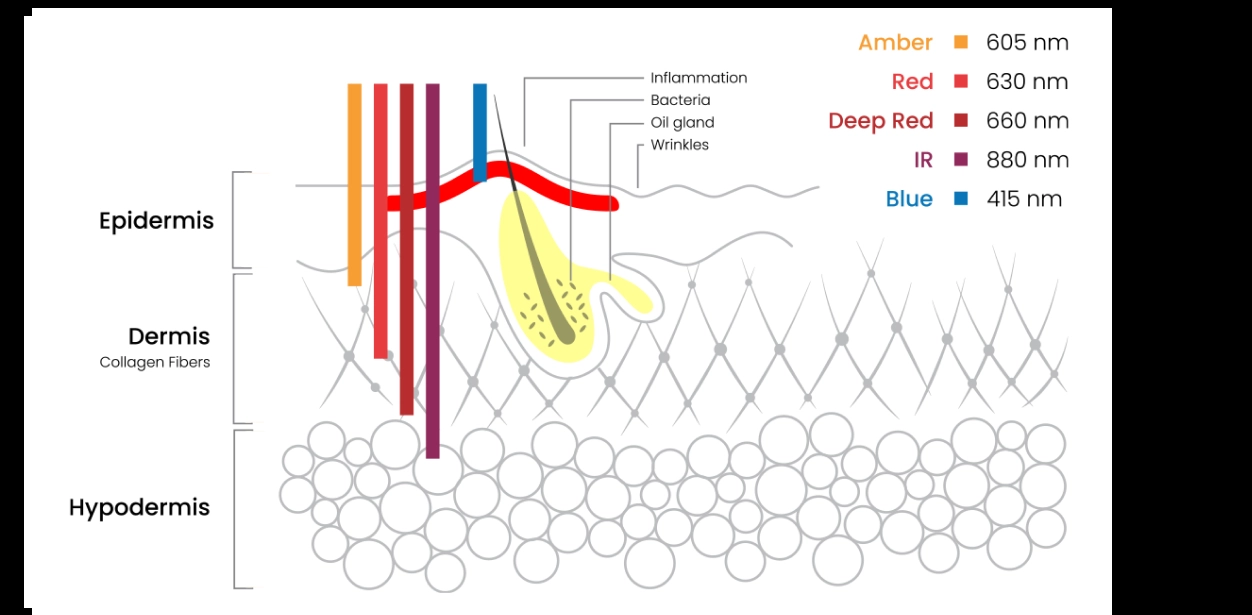 Amber 605 nm
Red 630 nm
Deep Red 660 nm
IR 880 nm
Blue 415 nm
Inflammation
Bacteria
Oil gland
Wrinkles
Epidermis
Dermis
Collagen Fibers
Hypodermis